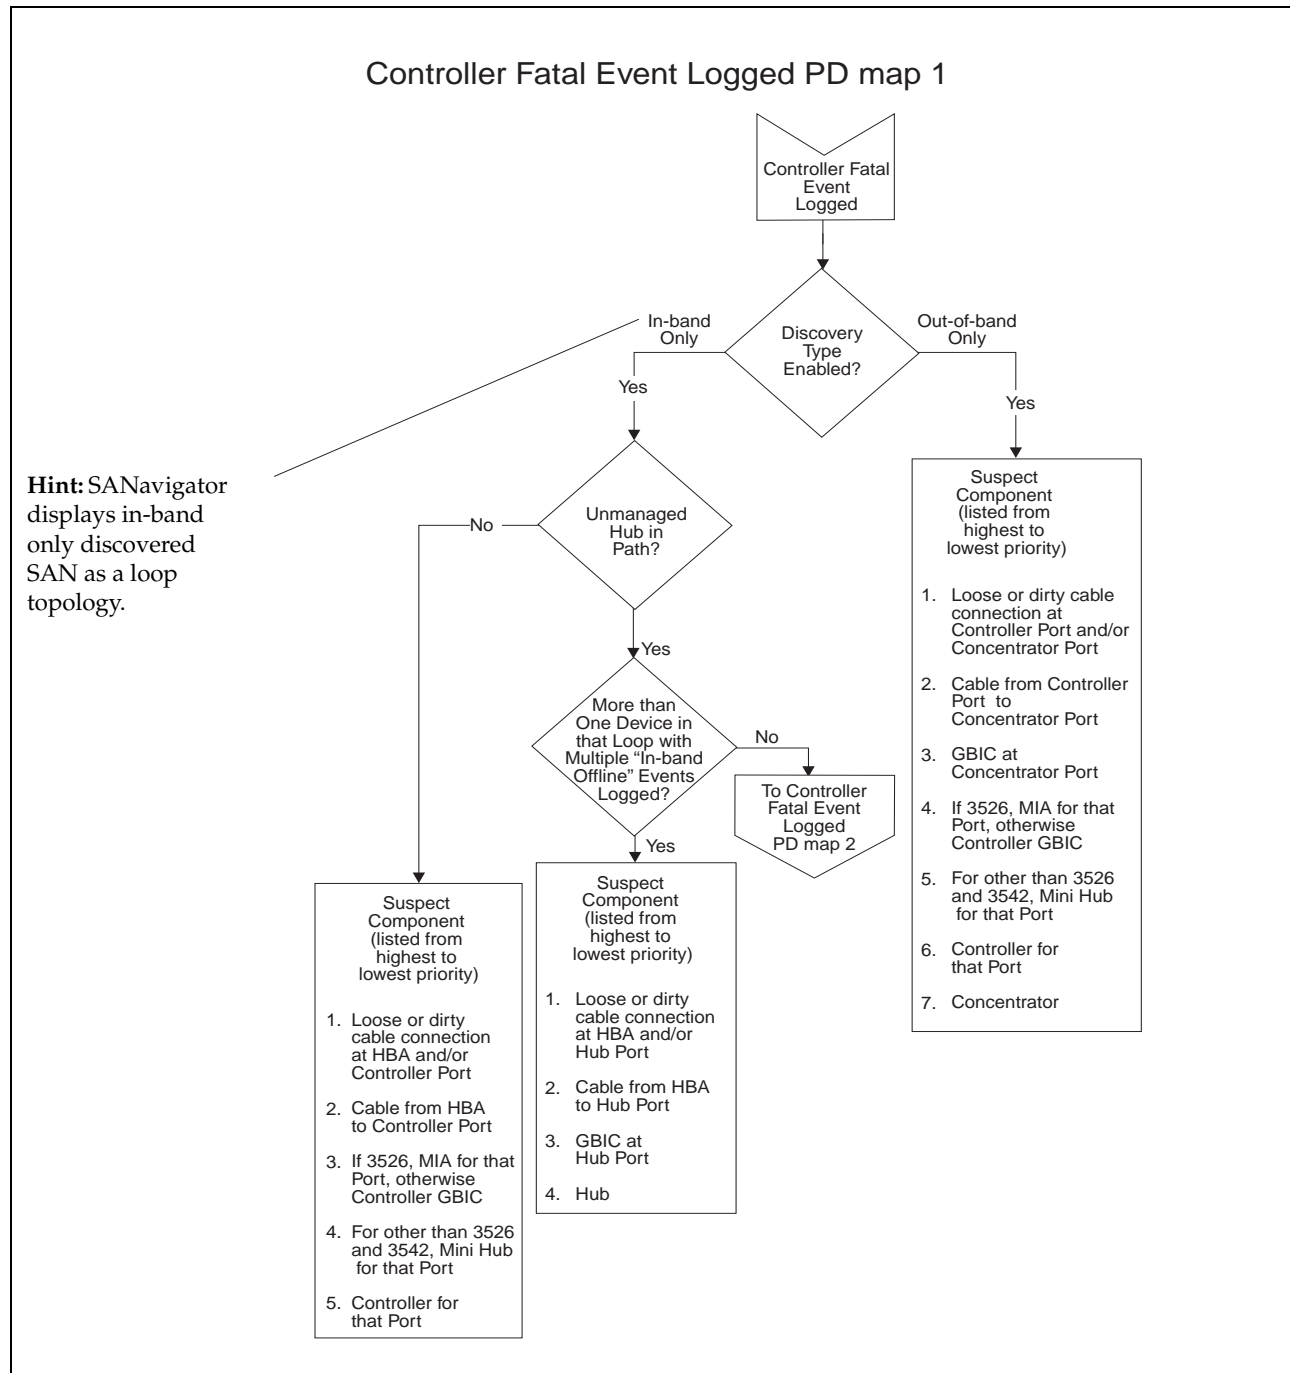 Controller Fatal Event Logged PD map 1
Controller Fatal
Event
Logged
Discovery
Type
Enabled?
In-band
Only
Out-of-band
Only
Yes
Yes
Hint: SANavigator
displays in-band
only discovered
SAN as a loop
topology.
Unmanaged
Hub in
Path?
No
Yes
More than
One Device in
that Loop with
Multiple “In-band
Offline” Events
Logged?
No
To Controller
Fatal Event
Logged
PD map 2
Yes
Suspect
Component
(listed from
highest to
lowest priority)
1. Loose or dirty
cable connection
at HBA and/or
Controller Port
2. Cable from HBA
to Controller Port
3. If 3526, MIA for that
Port, otherwise
Controller GBIC
4. For other than 3526
and 3542, Mini Hub
for that Port
5. Controller for
that Port
Suspect
Component
(listed from
highest to
lowest priority)
1. Loose or dirty
cable connection
at HBA and/or
Hub Port
2. Cable from HBA
to Hub Port
3. GBIC at
Hub Port
4. Hub
Suspect
Component
(listed from
highest to
lowest priority)
1. Loose or dirty cable
connection at
Controller Port and/or
Concentrator Port
2. Cable from Controller
Port to
Concentrator Port
3. GBIC at
Concentrator Port
4. If 3526, MIA for that
Port, otherwise
Controller GBIC
5. For other than 3526
and 3542, Mini Hub
for that Port
6. Controller for
that Port
7. Concentrator